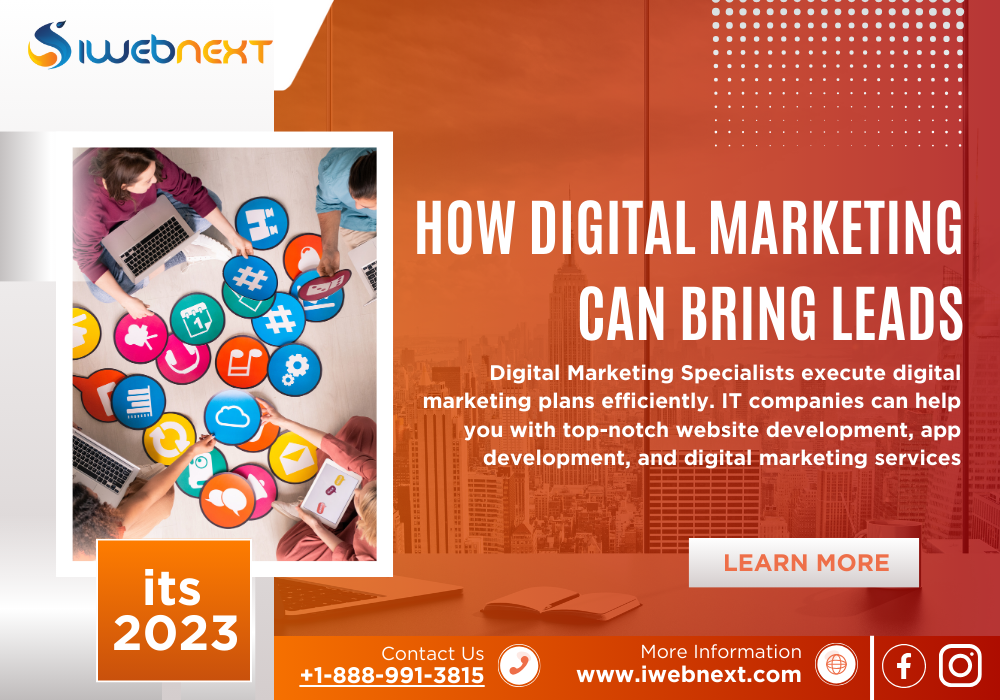 iwebnext
HOW DIGITAL MARKETING
CAN BRING LEADS
Digital Marketing Specialists execute digital
marketing plans efficiently. IT companies can help
you with top-notch website development, app
development, and digital marketing services
LEARN MORE
its
2023
Contact Us
+1-888-991-3815
More Information
www.iwebnext.com